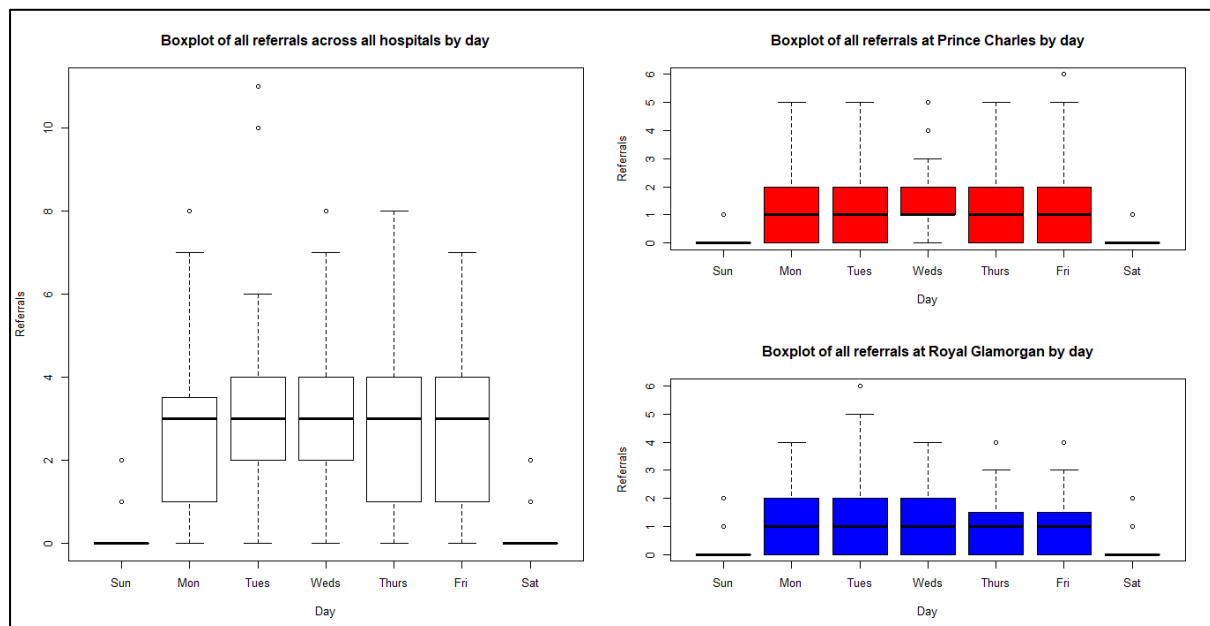 Boxplot of all referrals across all hospitals by day
10
8
6
4
2
0
Referrals
Sun Mon Tues Weds Thurs Fri Sat
Day
Boxplot of all referrals at Prince Charles by day
6
5
4
3
2
1
0
Referrals
Sun Mon Tues Weds Thurs Fri Sat
Day
Boxplot of all referrals at Royal Glamorgan by day
6
5
4
3
2
1
0
Referrals
Sun Mon Tues Weds Thurs Fri Sat
Day